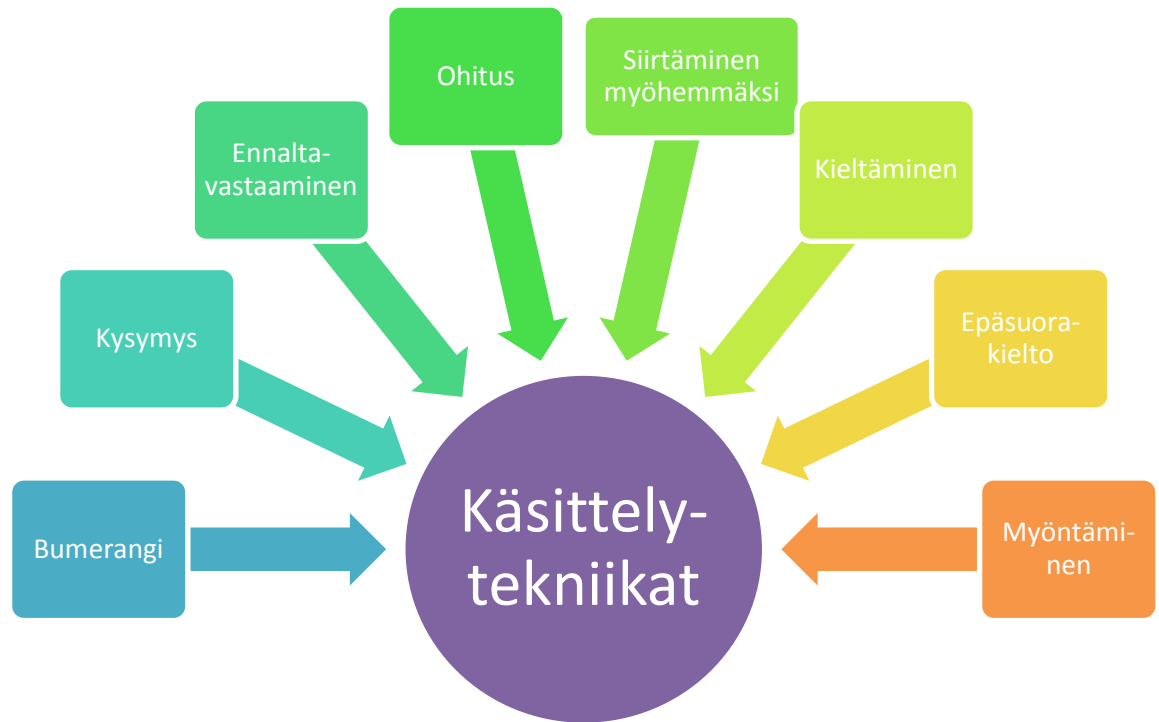 Ohitus
Siirtäminen
myöhemmäksi
Ennalta-
vastaaminen
Kieltäminen
Kysymys
Epäsuora-
kielto
Bumerangi
Myöntämi-
nen
Käsittely-
tekniikat